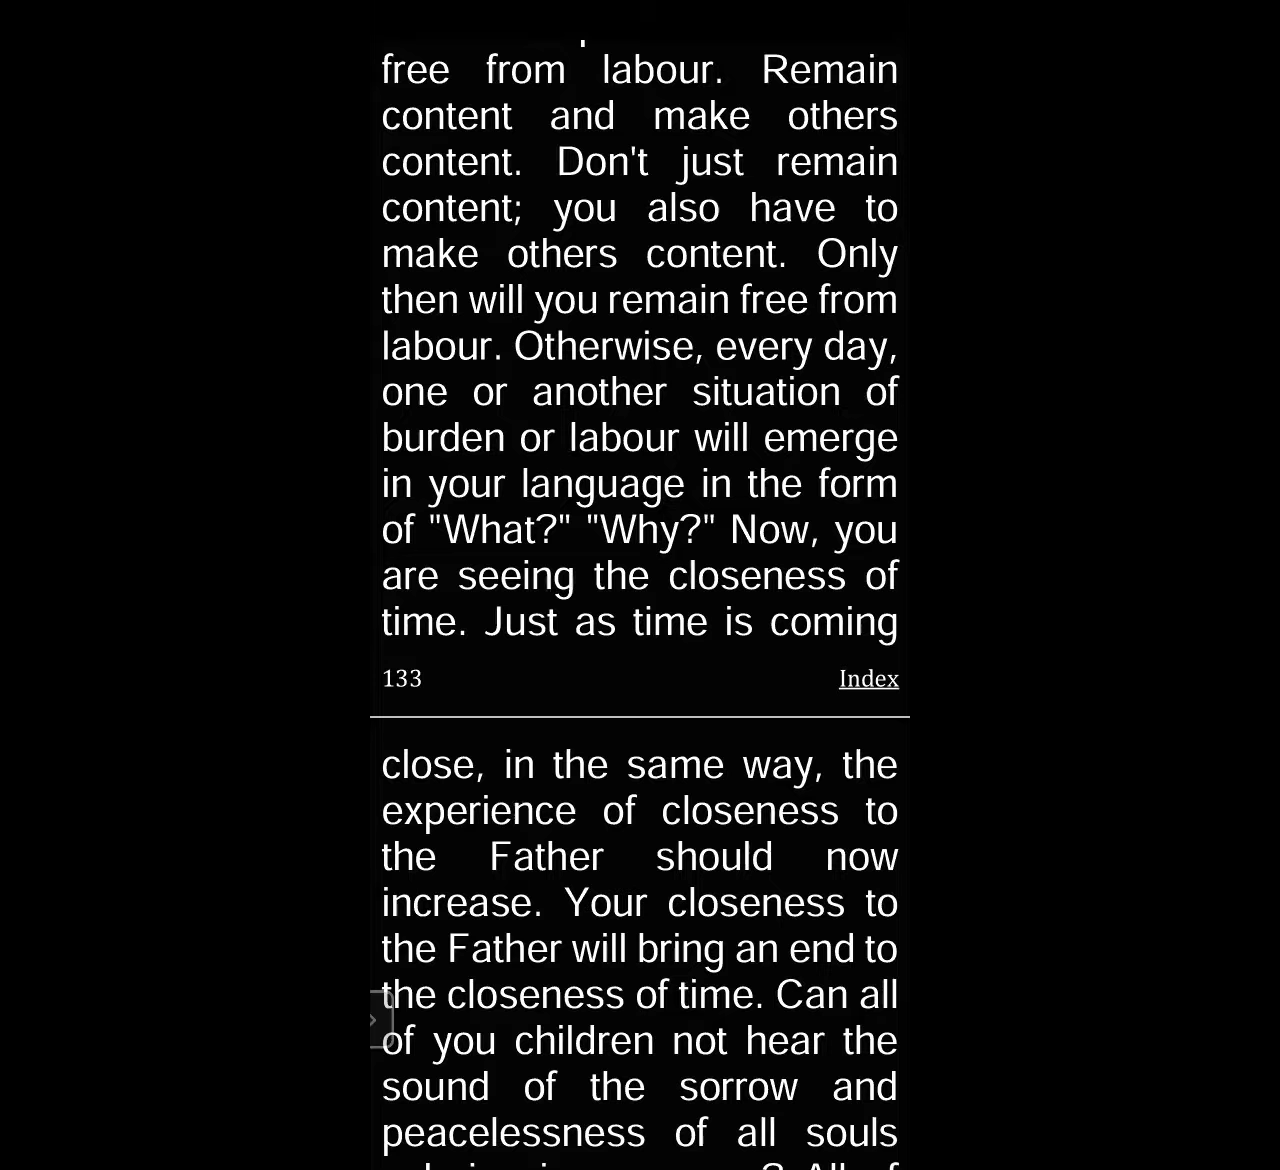 free from labour. Remain
content and make others
content. Don't just remain
content; you also have to
make others content. Only
then will you remain free from
labour. Otherwise, every day,
one or another situation of
burden or labour will emerge
in your language in the form
of "What?" "Why?" Now, you
are seeing the closeness of
time. Just as time is coming
133 Index
close, in the same way, the
experience of closeness to
the Father should now
increase. Your closeness to
the Father will bring an end to
the closeness of time. Can all
of you children not hear the
sound of the sorrow and
peacelessness of all souls